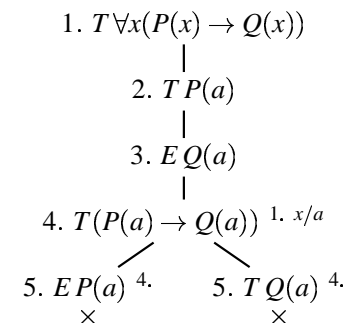 1. T ∀x(P(x) → Q(x))
2. T P(a)
3. E Q(a)
4. T (P(a) → Q(a)) 1. x/a
5. E P(a) 4. 5. T Q(a) 4.
× ×